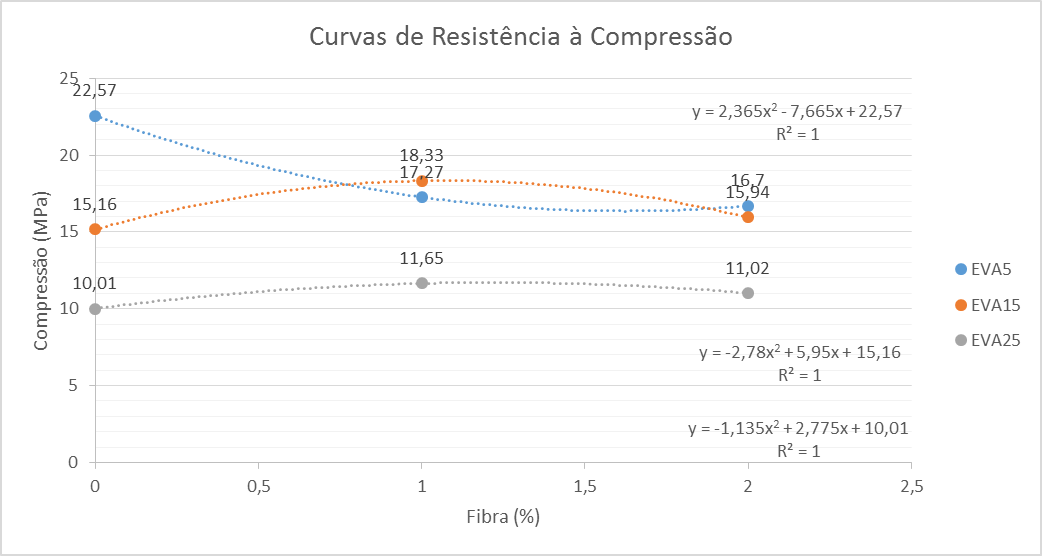 Curvas de Resistência à Compressão
25
22,57
y = 2,365x² - 7,665x + 22,57
R² = 1
20
18,33
17,27
16,7
15,94
15,16
15
11,65
11,02
10,01
10
5
0
y = -2,78x² + 5,95x + 15,16
R² = 1
y = -1,135x² + 2,775x + 10,01
R² = 1
Compressão (MPa)
EVA5
EVA15
EVA25
0 0,5 1 1,5 2 2,5
Fibra (%)